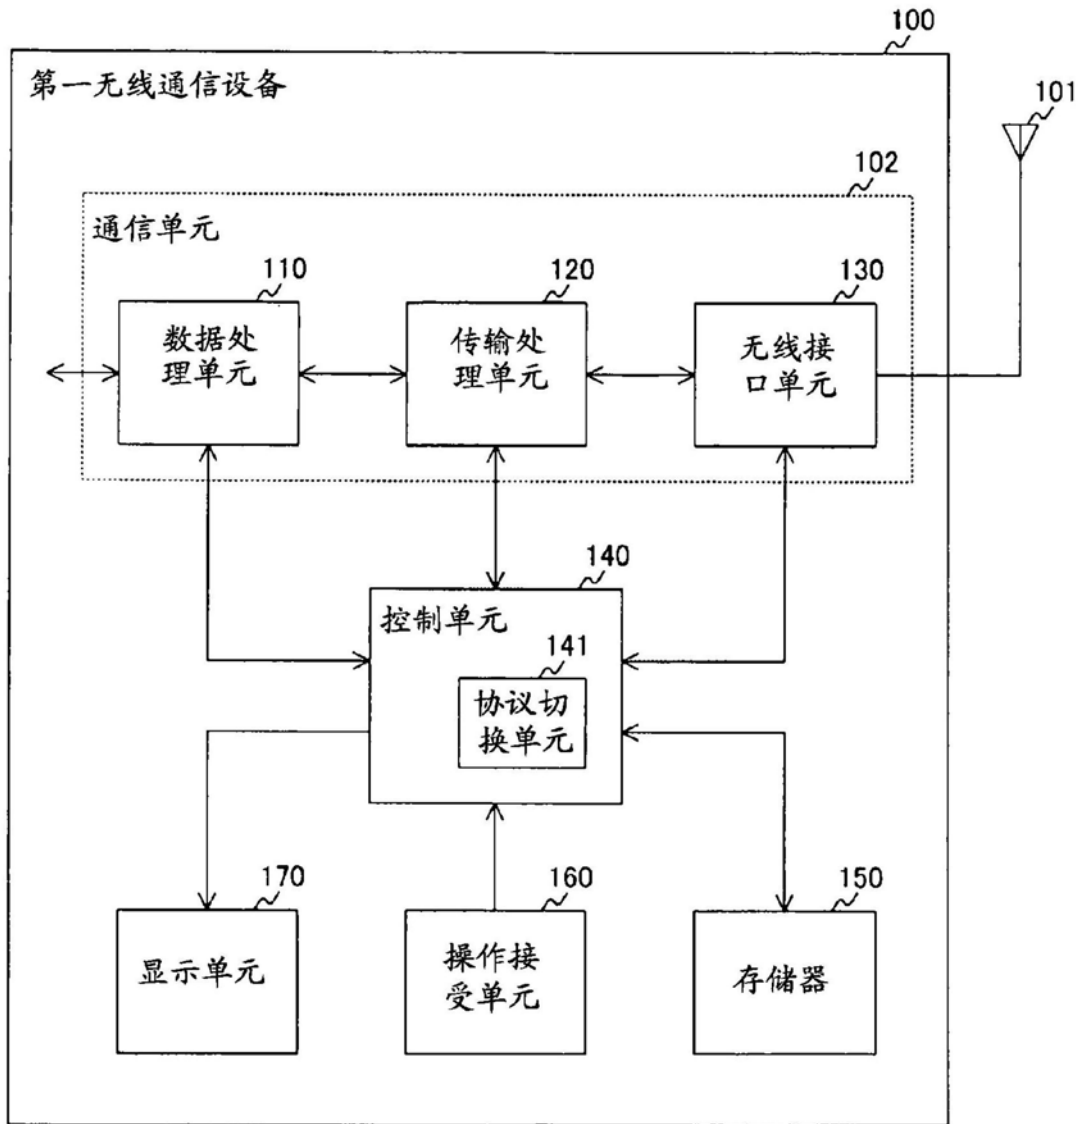 100
第一无线通信设备
101
102
通信单元
110
120
130
数据处
理单元
传输处
理单元
无线接
口单元
140
控制单元
141
协议切
换单元
170
160
150
显示单元
操作接
受单元
存储器